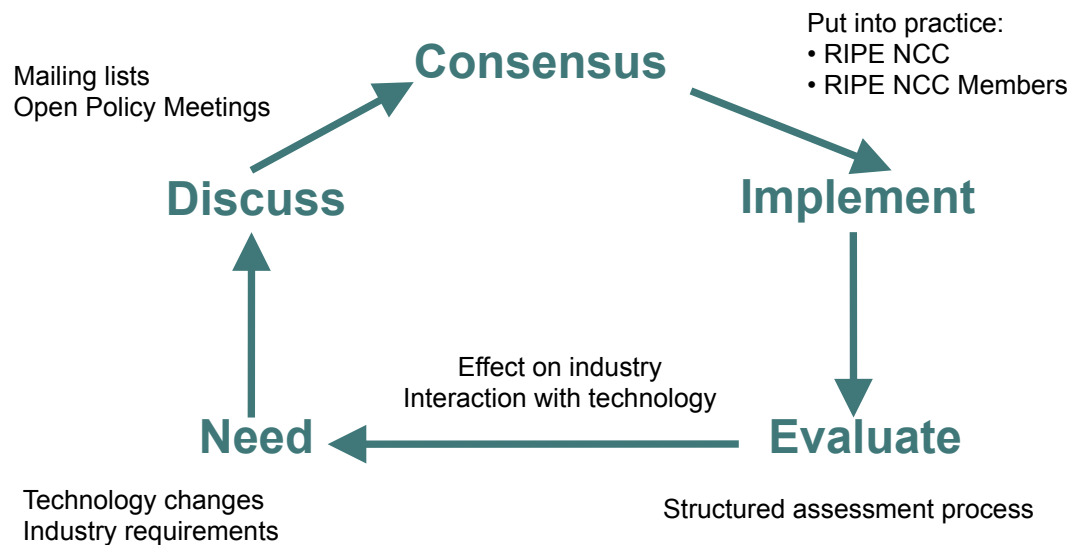 Put into practice:
• RIPE NCC
• RIPE NCC Members
Consensus
Mailing lists
Open Policy Meetings
Discuss
Implement
Effect on industry
Interaction with technology
Need
Evaluate
Technology changes
Industry requirements
Structured assessment process